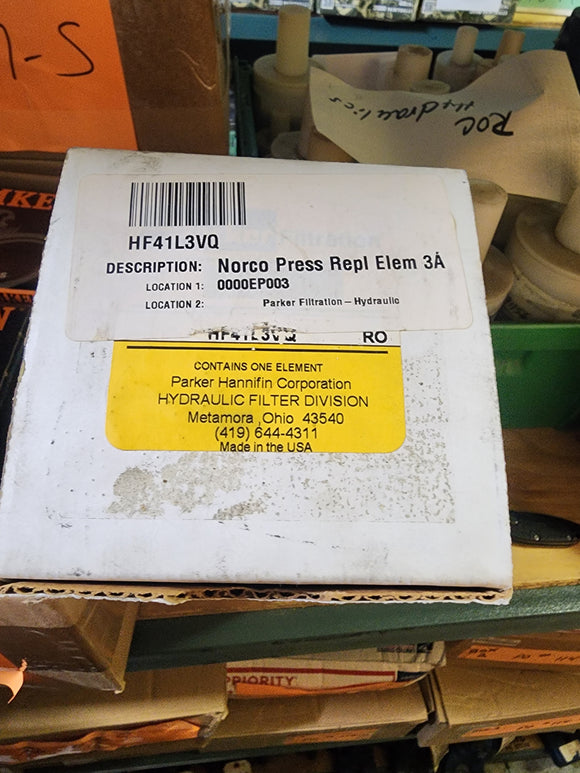 -S
ROC
Hydraulics
HF41L3VQ
DESCRIPTION: Norco Press Repl Elem 3Å
LOCATION 1: 0000EP003
LOCATION 2: Parker Filtration – Hydraulic
HF41L3VQ RO
CONTAINS ONE ELEMENT
Parker Hannifin Corporation
HYDRAULIC FILTER DIVISION
Metamora ,Ohio 43540
(419) 644-4311
Made in the USA
PRIORITY